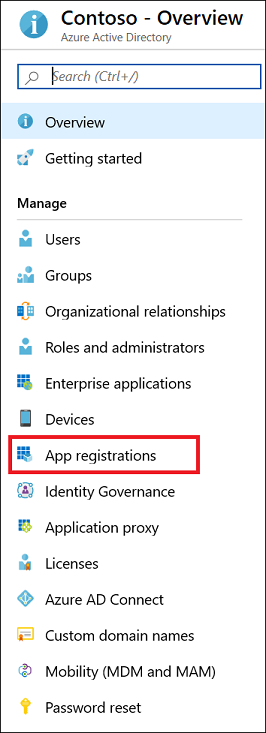 Contoso - Overview
Azure Active Directory
Search (Ctrl+/)
Overview
Getting started
Manage
Users
Groups
Organizational relationships
Roles and administrators
Enterprise applications
Devices
App registrations
Identity Governance
Application proxy
Licenses
Azure AD Connect
Custom domain names
Mobility (MDM and MAM)
Password reset